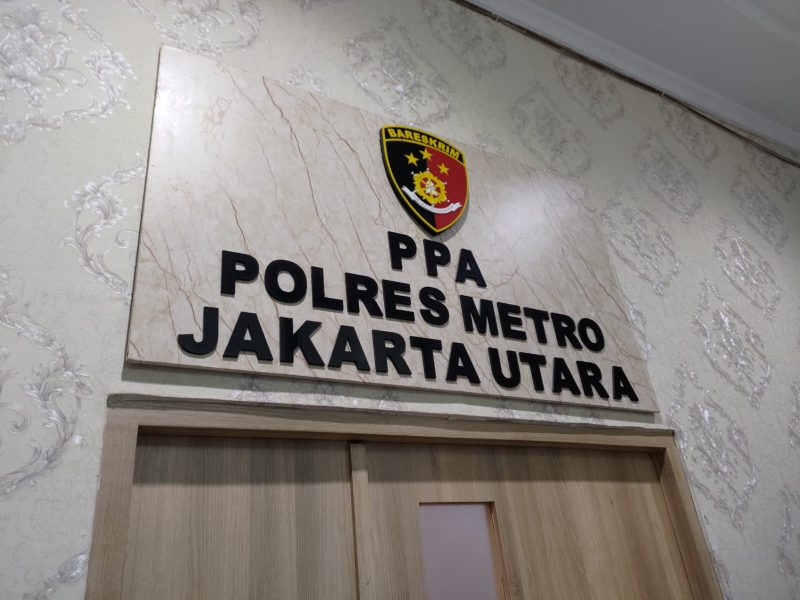 BARESKRIM
PPA
POLRES METRO
JAKARTA UTARA